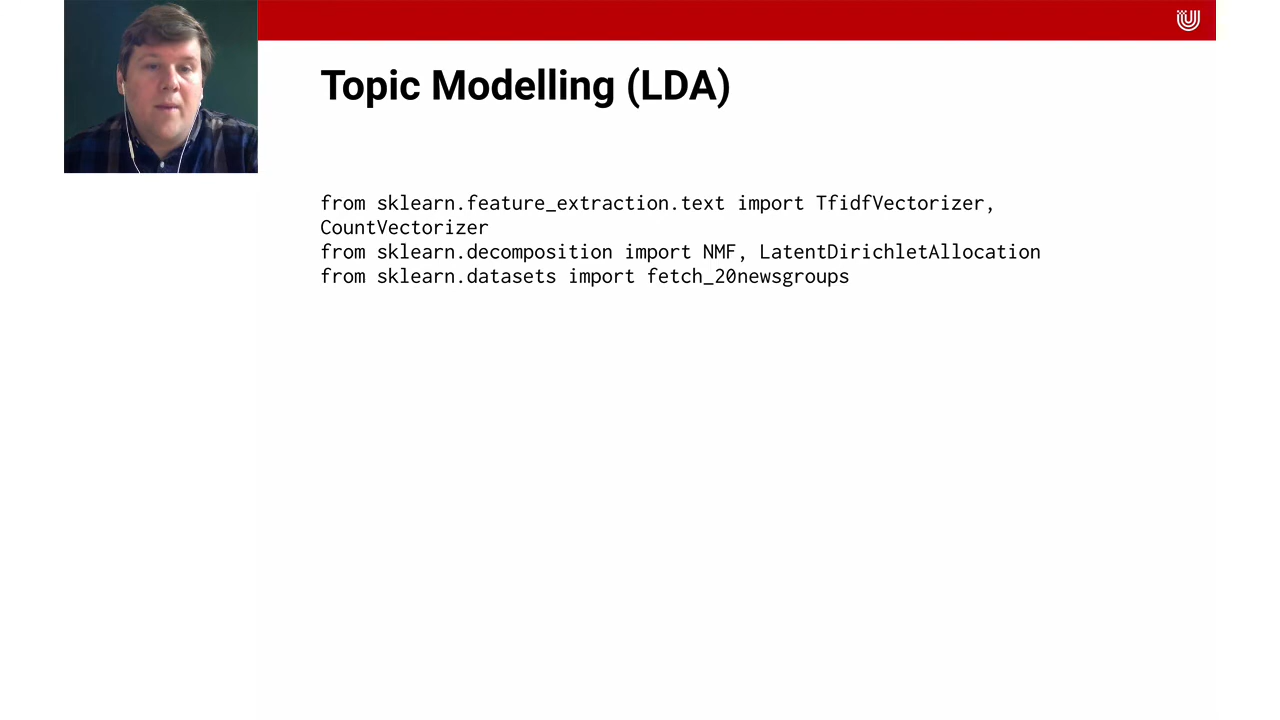 Topic Modelling (LDA)
from sklearn.feature_extraction.text import TfidfVectorizer,
CountVectorizer
from sklearn.decomposition import NMF, LatentDirichletAllocation
from sklearn.datasets import fetch_20newsgroups